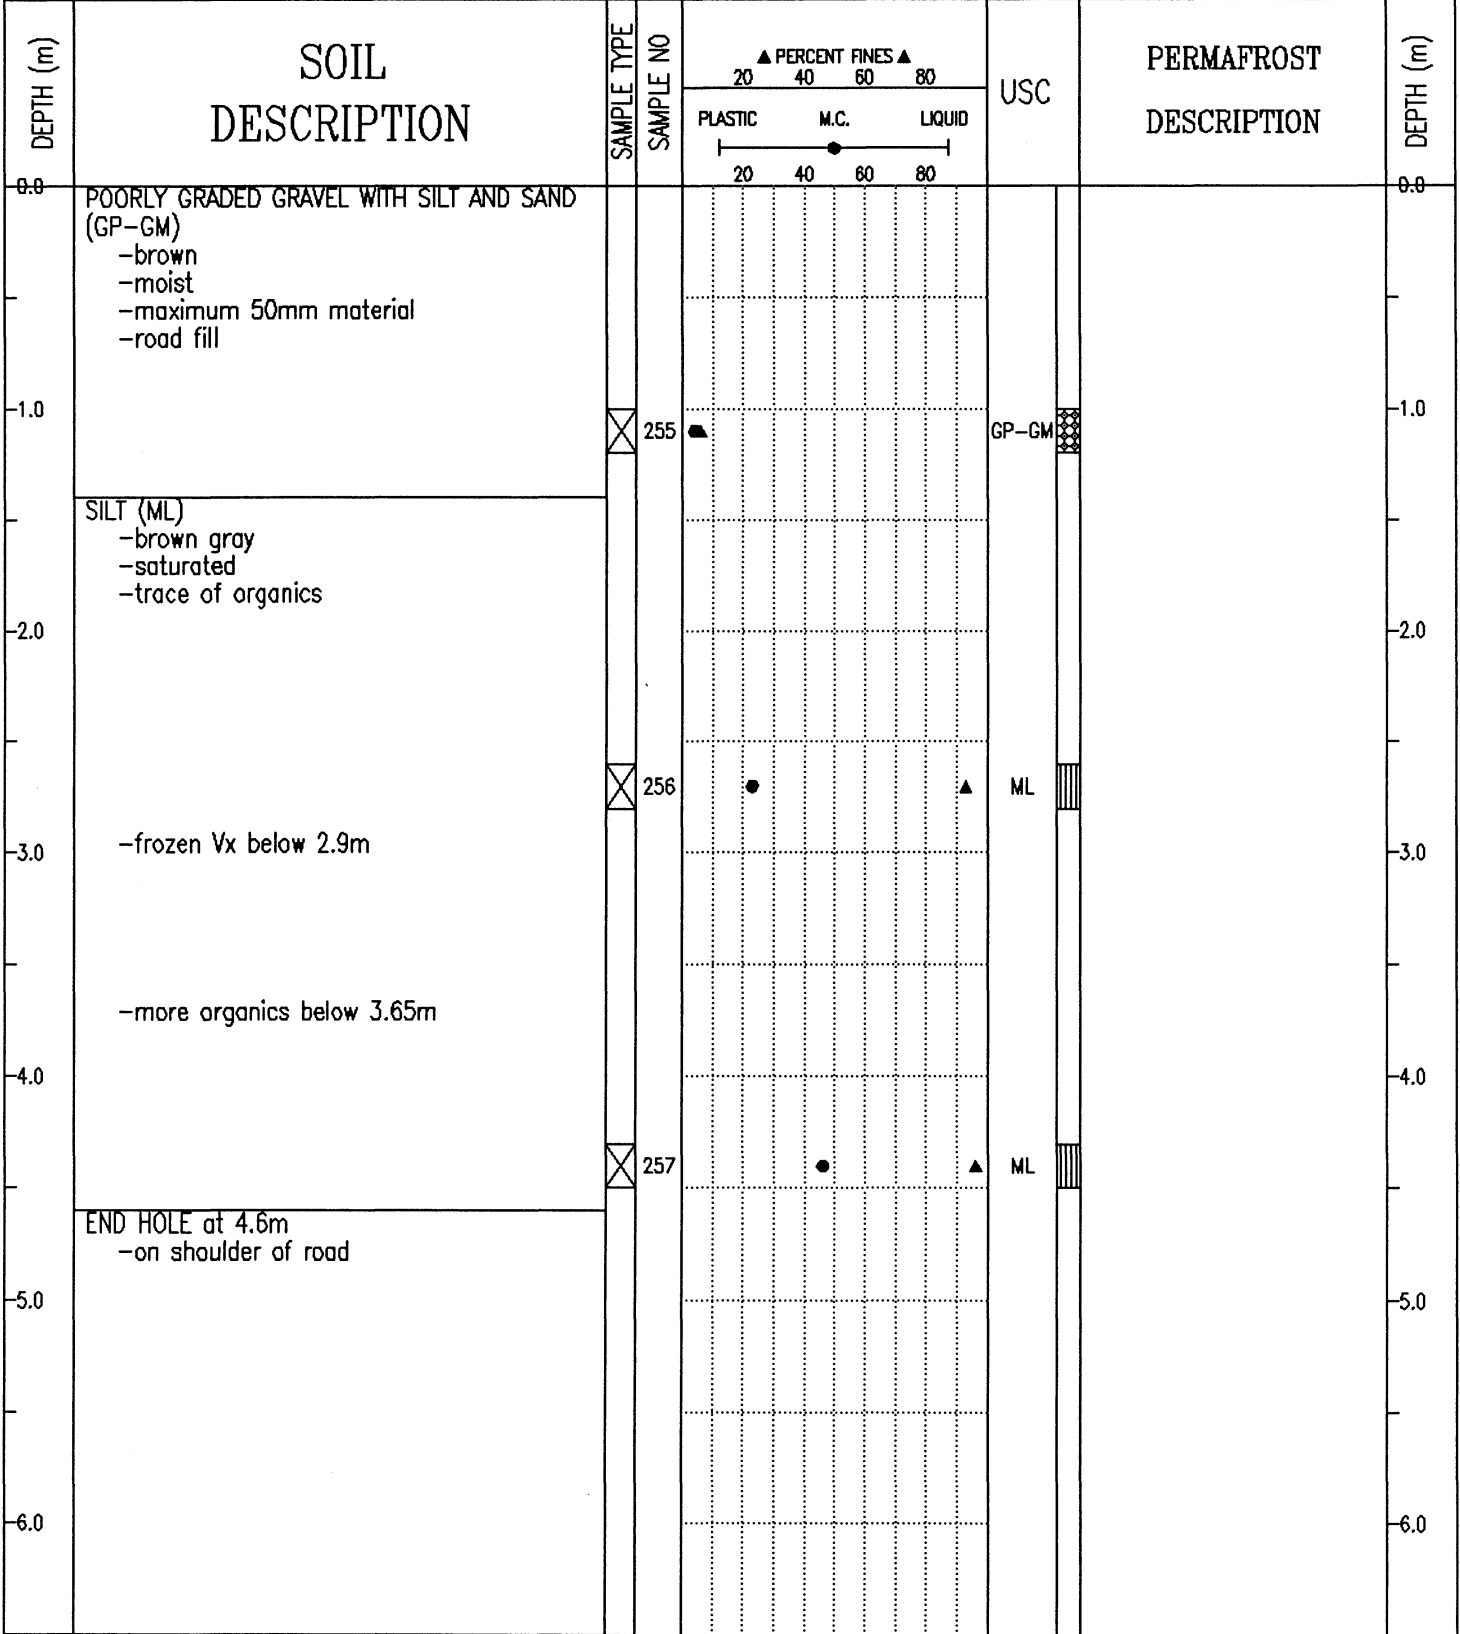 DEPTH (m)
SOIL
DESCRIPTION
SAMPLE TYPE
SAMPLE NO
▲ PERCENT FINES ▲
20 40 60 80
PLASTIC M.C. LIQUID
20 40 60 80
USC
PERMAFROST
DESCRIPTION
DEPTH (m)
0.0 0.0
POORLY GRADED GRAVEL WITH SILT AND SAND
(GP-GM)
-brown
-moist
-maximum 50mm material
-road fill
1.0 1.0
255 GP-GM
SILT (ML)
-brown gray
-saturated
-trace of organics
2.0 2.0
256 ML
-frozen Vx below 2.9m
3.0 3.0
-more organics below 3.65m
4.0 4.0
257 ML
END HOLE at 4.6m
-on shoulder of road
5.0 5.0
6.0 6.0